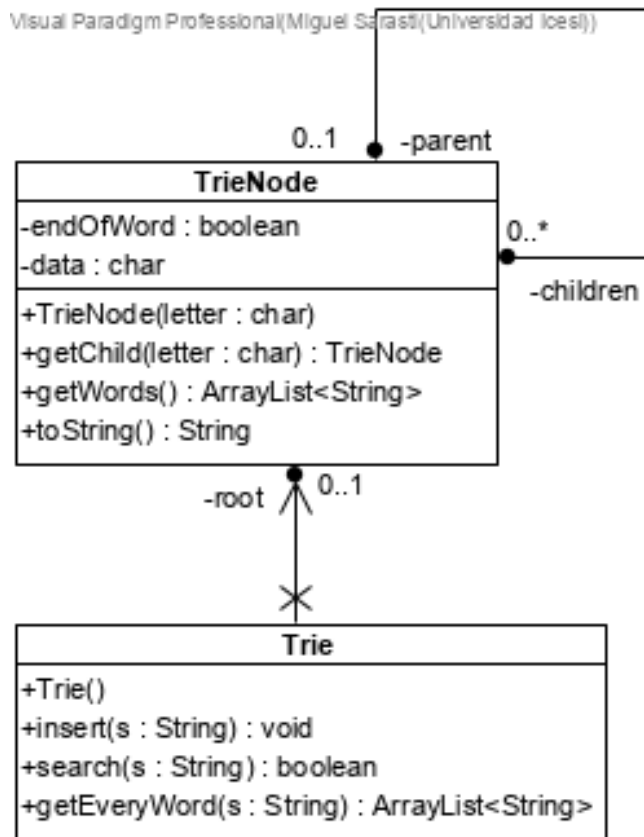 Visual Paradigm Professional(Miguel Sarasti(Universidad Icesi))
0..1
-parent
TrieNode
-endOfWord : boolean
-data : char
0..*
-children
+TrieNode(letter : char)
+getChild(letter : char) : TrieNode
+getWords() : ArrayList<String>
+toString() : String
-root
0..1
Trie
+Trie()
+insert(s : String) : void
+search(s : String) : boolean
+getEveryWord(s : String) : ArrayList<String>